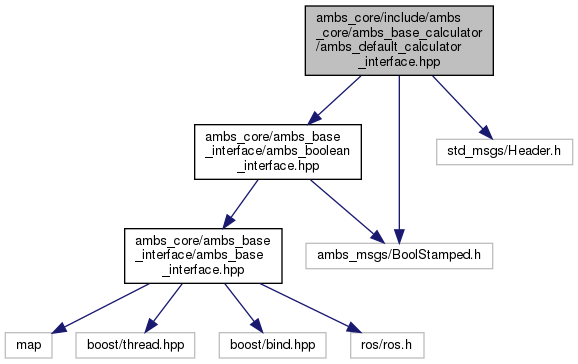 ambs_core/include/ambs
_core/ambs_base_calculator
/ambs_default_calculator
_interface.hpp
ambs_core/ambs_base
_interface/ambs_boolean
_interface.hpp
std_msgs/Header.h
ambs_core/ambs_base
_interface/ambs_base
_interface.hpp
ambs_msgs/BoolStamped.h
map
boost/thread.hpp
boost/bind.hpp
ros/ros.h